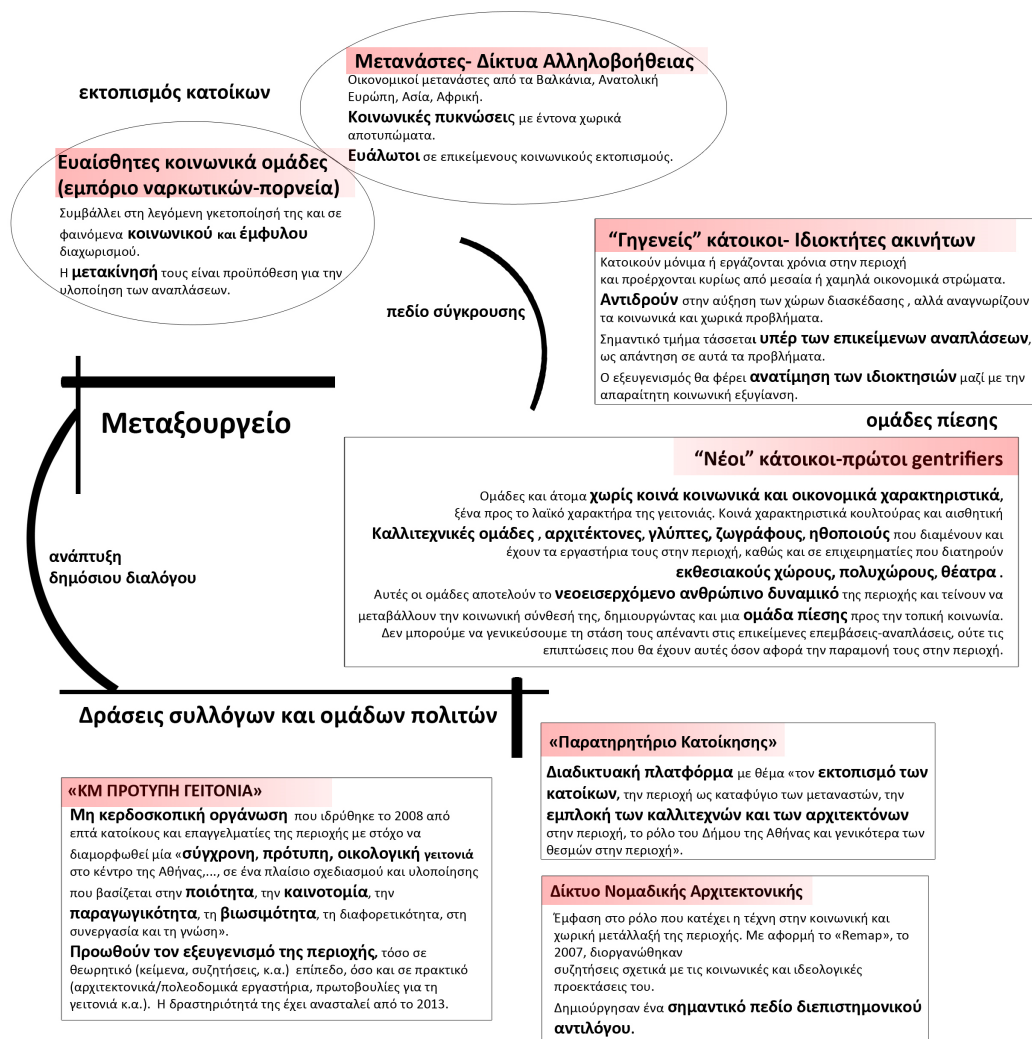 Μετανάστες- Δίκτυα Αλληλοβοήθειας
Οικονομικοί μετανάστες από τα Βαλκάνια, Ανατολική
Ευρώπη, Ασία, Αφρική.
Κοινωνικές πυκνώσεις με έντονα χωρικά
αποτυπώματα.
Ευάλωτοι σε επικείμενους κοινωνικούς εκτοπισμούς.
εκτοπισμός κατοίκων
Ευαίσθητες κοινωνικά ομάδες
(εμπόριο ναρκωτικών-πορνεία)
Συμβάλλει στη λεγόμενη γκετοποίησή της και σε
φαινόμενα κοινωνικού και έμφυλου
διαχωρισμού.
Η μετακίνησή τους είναι προϋπόθεση για την
υλοποίηση των αναπλάσεων.
πεδίο σύγκρουσης
“Γηγενείς” κάτοικοι- Ιδιοκτήτες ακινήτων
Κατοικούν μόνιμα ή εργάζονται χρόνια στην περιοχή
και προέρχονται κυρίως από μεσαία ή χαμηλά οικονομικά στρώματα.
Αντιδρούν στην αύξηση των χώρων διασκέδασης , αλλά αναγνωρίζουν
τα κοινωνικά και χωρικά προβλήματα.
Σημαντικό τμήμα τάσσεται υπέρ των επικείμενων αναπλάσεων,
ως απάντηση σε αυτά τα προβλήματα.
Ο εξευγενισμός θα φέρει ανατίμηση των ιδιοκτησιών μαζί με την
απαραίτητη κοινωνική εξυγίανση.
ομάδες πίεσης
Μεταξουργείο
“Νέοι” κάτοικοι-πρώτοι gentrifiers
Ομάδες και άτομα χωρίς κοινά κοινωνικά και οικονομικά χαρακτηριστικά,
ξένα προς το λαϊκό χαρακτήρα της γειτονιάς. Κοινά χαρακτηριστικά κουλτούρας και αισθητική
Καλλιτεχνικές ομάδες , αρχιτέκτονες, γλύπτες, ζωγράφους, ηθοποιούς που διαμένουν και
έχουν τα εργαστήρια τους στην περιοχή, καθώς και σε επιχειρηματίες που διατηρούν
εκθεσιακούς χώρους, πολυχώρους, θέατρα .
Αυτές οι ομάδες αποτελούν το νεοεισερχόμενο ανθρώπινο δυναμικό της περιοχής και τείνουν να
μεταβάλλουν την κοινωνική σύνθεσή της, δημιουργώντας και μια ομάδα πίεσης προς την τοπική κοινωνία.
Δεν μπορούμε να γενικεύσουμε τη στάση τους απέναντι στις επικείμενες επεμβάσεις-αναπλάσεις, ούτε τις
επιπτώσεις που θα έχουν αυτές όσον αφορά την παραμονή τους στην περιοχή.
ανάπτυξη
δημόσιου διαλόγου
Δράσεις συλλόγων και ομάδων πολιτών
«ΚΜ ΠΡΟΤΥΠΗ ΓΕΙΤΟΝΙΑ»
Μη κερδοσκοπική οργάνωση που ιδρύθηκε το 2008 από
επτά κατοίκους και επαγγελματίες της περιοχής με στόχο να
διαμορφωθεί μία «σύγχρονη, πρότυπη, οικολογική γειτονιά
στο κέντρο της Αθήνας,..., σε ένα πλαίσιο σχεδιασμού και υλοποίησης
που βασίζεται στην ποιότητα, την καινοτομία, την
παραγωγικότητα, τη βιωσιμότητα, τη διαφορετικότητα, στη
συνεργασία και τη γνώση».
Προωθούν τον εξευγενισμό της περιοχής, τόσο σε
θεωρητικό (κείμενα, συζητήσεις, κ.α.) επίπεδο, όσο και σε πρακτικό
(αρχιτεκτονικά/πολεοδομικά εργαστήρια, πρωτοβουλίες για τη
γειτονιά κ.α.). Η δραστηριότητά της έχει ανασταλεί από το 2013.
«Παρατηρητήριο Κατοίκησης»
Διαδικτυακή πλατφόρμα με θέμα «τον εκτοπισμό των
κατοίκων, την περιοχή ως καταφύγιο των μεταναστών, την
εμπλοκή των καλλιτεχνών και των αρχιτεκτόνων
στην περιοχή, το ρόλο του Δήμου της Αθήνας και γενικότερα των
θεσμών στην περιοχή».
Δίκτυο Νομαδικής Αρχιτεκτονικής
Έμφαση στο ρόλο που κατέχει η τέχνη στην κοινωνική και
χωρική μετάλλαξή της περιοχής. Με αφορμή το «Remap», το
2007, διοργανώθηκαν
συζητήσεις σχετικά με τις κοινωνικές και ιδεολογικές
προεκτάσεις του.
Δημιούργησαν ένα σημαντικό πεδίο διεπιστημονικού
αντιλόγου.